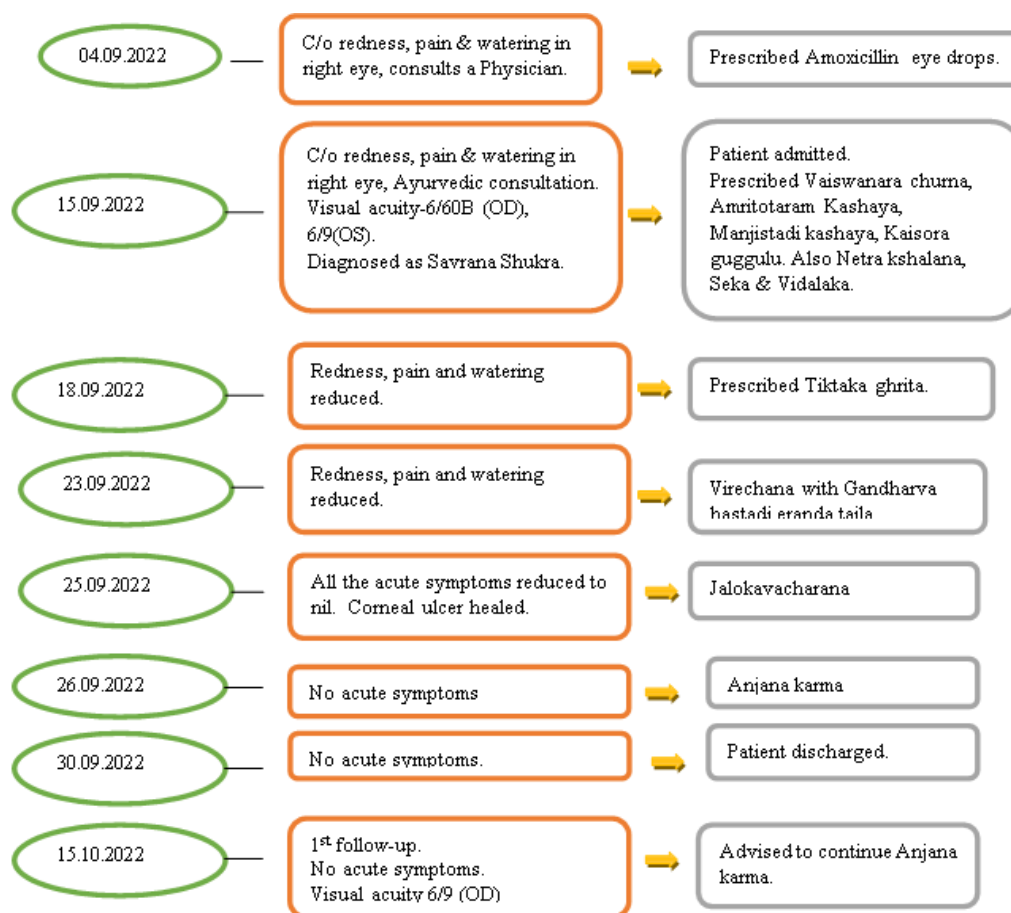 04.09.2022
C/o redness, pain & watering in
right eye, consults a Physician.
Prescribed Amoxicillin eye drops.
15.09.2022
C/o redness, pain & watering in
right eye, Ayurvedic consultation.
Visual acuity-6/60B (OD),
6/9(OS).
Diagnosed as Savrana Shukra.
Patient admitted.
Prescribed Vaiswanara churna,
Amritotaram Kashaya,
Manjistadi kashaya, Kaisora
guggulu. Also Netra kshalana,
Seka & Vidalaka.
18.09.2022
Redness, pain and watering
reduced.
Prescribed Tiktaka ghrita.
23.09.2022
Redness, pain and watering
reduced.
Virechana with Gandharva
hastadi eranda taila
25.09.2022
All the acute symptoms reduced to
nil. Corneal ulcer healed.
Jalokavacharana
26.09.2022
No acute symptoms
Anjana karma
30.09.2022
No acute symptoms.
Patient discharged.
15.10.2022
1st follow-up.
No acute symptoms.
Visual acuity 6/9 (OD)
Advised to continue Anjana
karma.